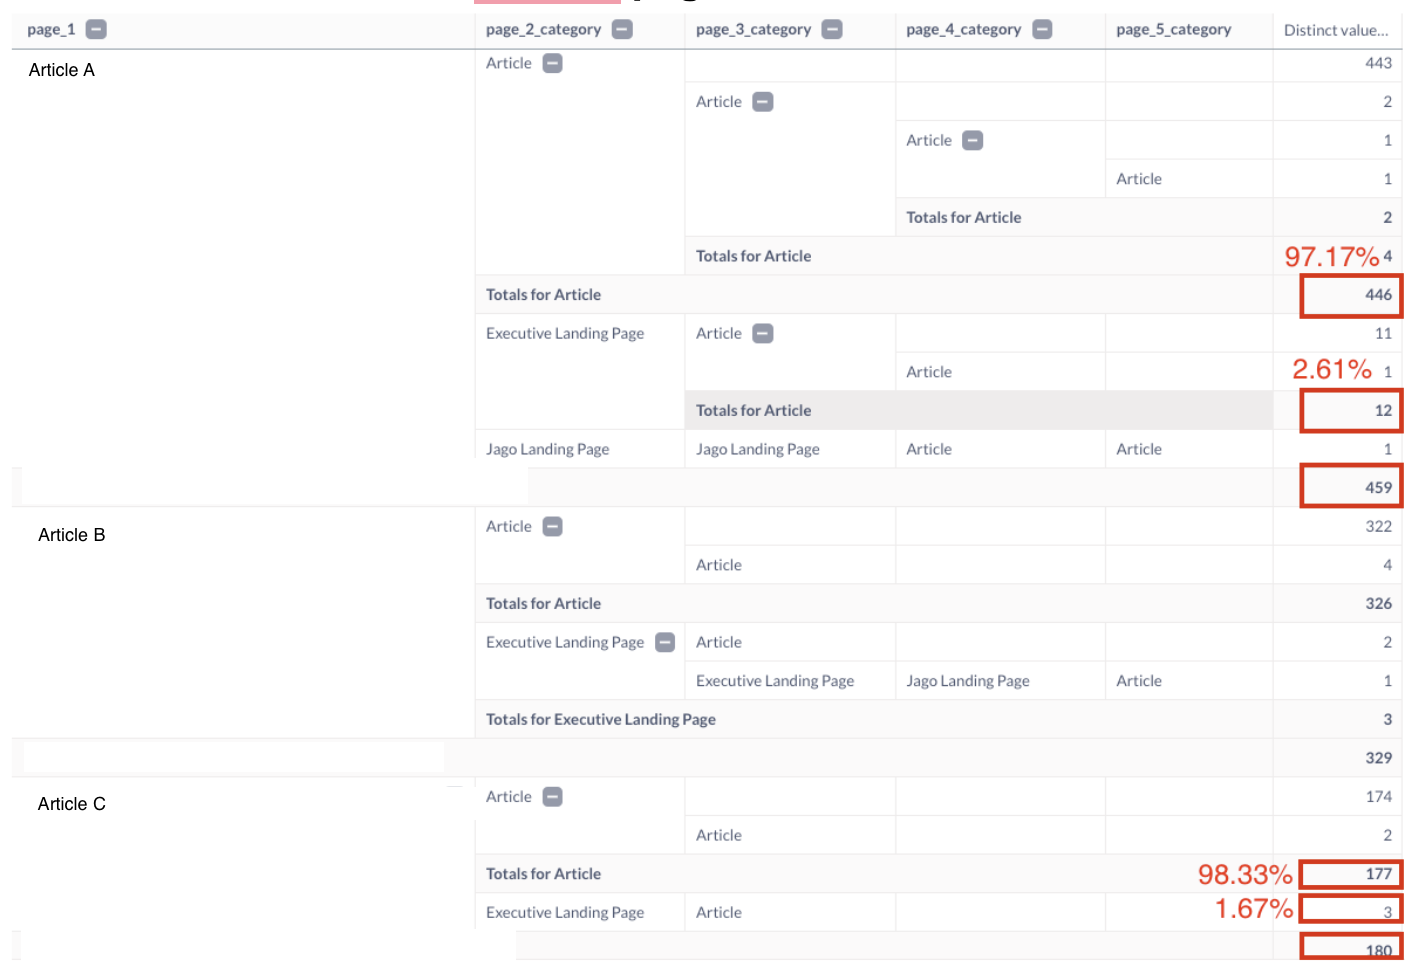 page_1 page_2_category page_3_category page_4_category page_5_category Distinct value...
Article A Article 443
Article 2
Article 1
Article 1
Totals for Article 2
Totals for Article 97.17% 4
Totals for Article 446
Executive Landing Page Article 11
Article 2.61% 1
Totals for Article 12
Jago Landing Page Jago Landing Page Article Article 1
459
Article B Article 322
Article 4
Totals for Article 326
Executive Landing Page Article 2
Executive Landing Page Jago Landing Page Article 1
Totals for Executive Landing Page 3
329
Article C Article 174
Article 2
Totals for Article 98.33% 177
Executive Landing Page Article 1.67% 3
180